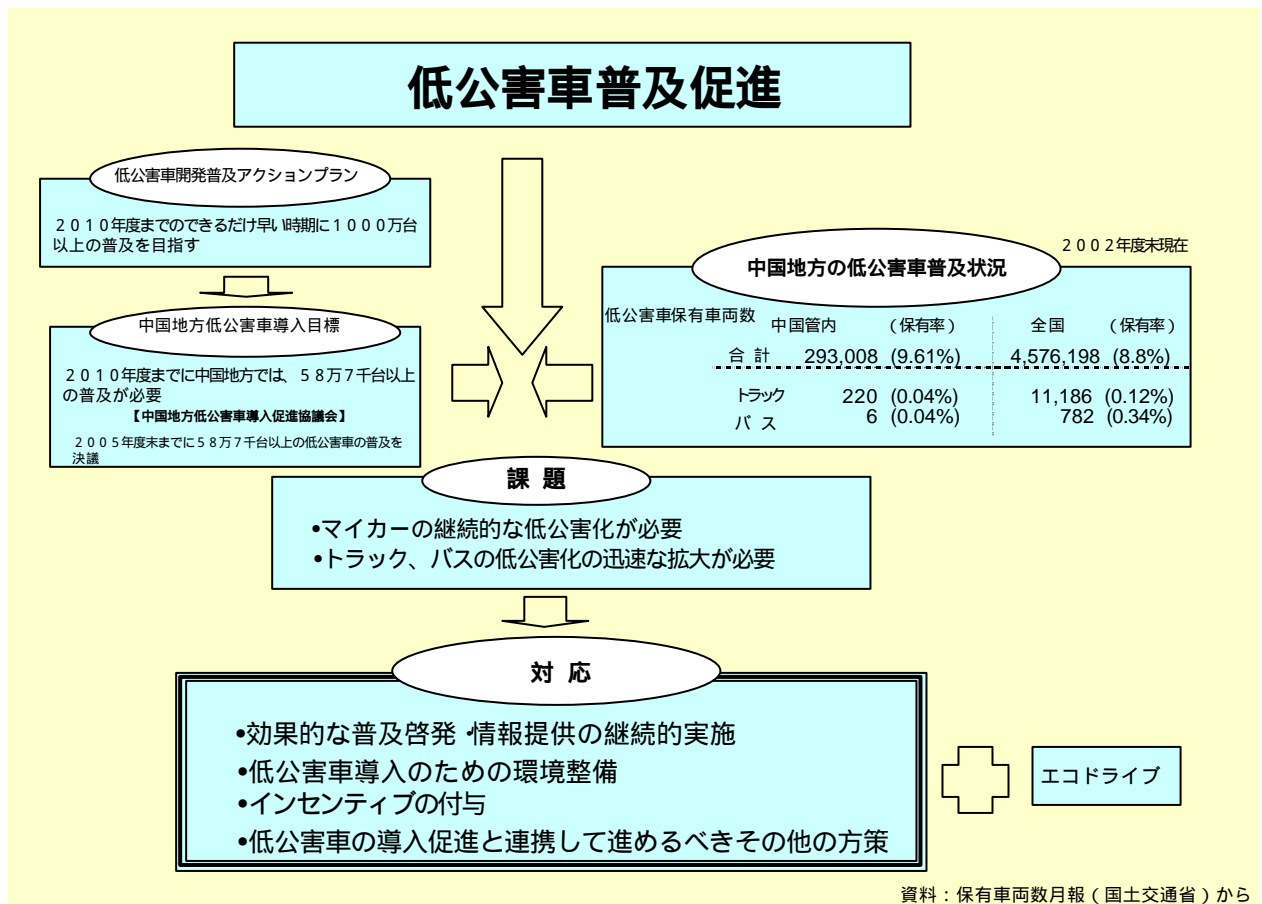 低公害車普及促進
低公害車開発普及アクションプラン
２０１０年度までのできるだけ早い時期に１０００万台
以上の普及を目指す
中国地方低公害車導入目標
２０１０年度までに中国地方では、５８万７千台以上
の普及が必要
【中国地方低公害車導入促進協議会】
２００５年度末までに５８万７千台以上の低公害車の普及を
決議
２００２年度末現在
中国地方の低公害車普及状況
低公害車保有車両数 中国管内 （保有率） 全国 （保有率）
合 計 293,008 (9.61%) 4,576,198 (8.8%)
トラック 220 (0.04%) 11,186 (0.12%)
バ ス 6 (0.04%) 782 (0.34%)
課 題
•マイカーの継続的な低公害化が必要
•トラック、バスの低公害化の迅速な拡大が必要
対 応
•効果的な普及啓発・情報提供の継続的実施
•低公害車導入のための環境整備
•インセンティブの付与
•低公害車の導入促進と連携して進めるべきその他の方策
エコドライブ
資料：保有車両数月報（国土交通省）から